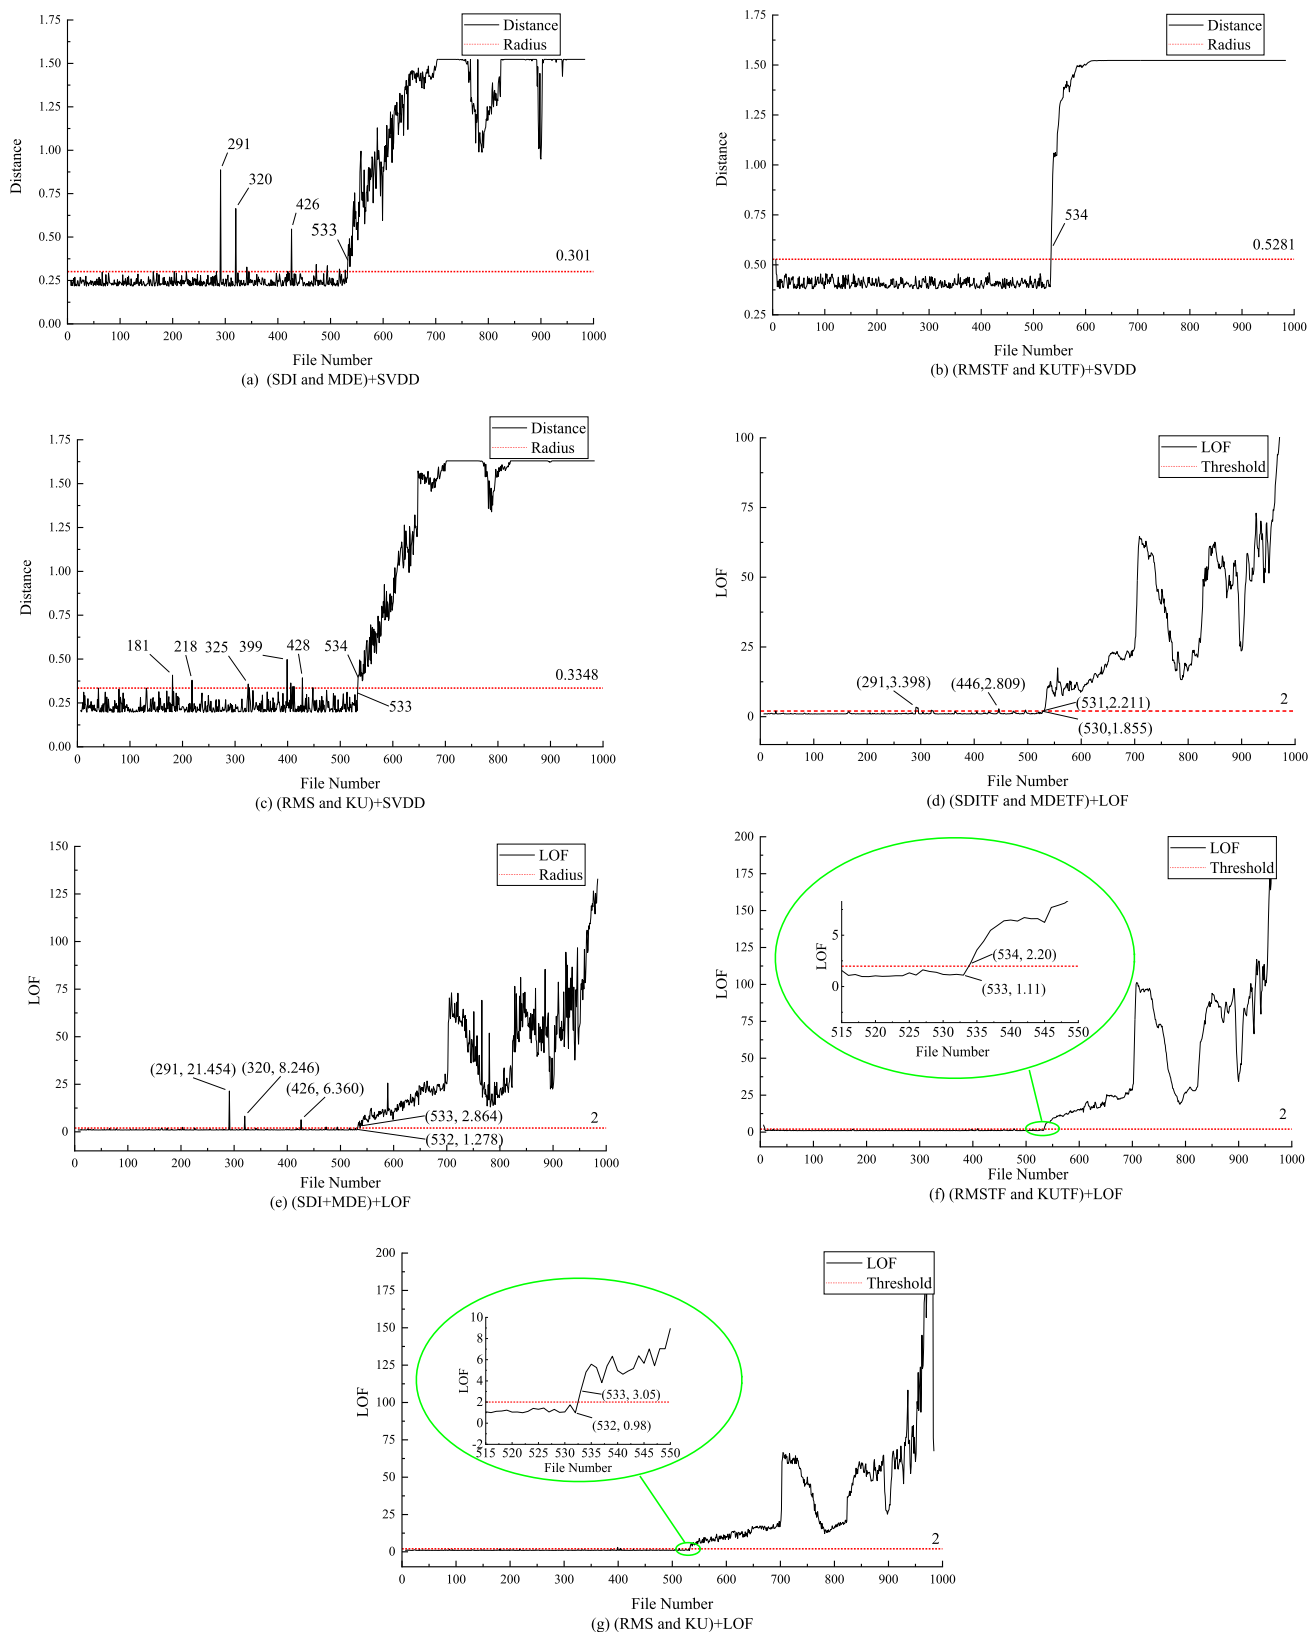 Distance
Radius
1.75
1.50
1.25
1.00
0.75
0.50
0.25
0.00
Distance
291
320
426
533
0.301
0 100 200 300 400 500 600 700 800 900 1000
File Number
(a) (SDI and MDE)+SVDD
Distance
Radius
1.75
1.50
1.25
1.00
0.75
0.50
0.25
Distance
534
0.5281
0 100 200 300 400 500 600 700 800 900 1000
File Number
(b) (RMSTF and KUTF)+SVDD
Distance
Radius
1.75
1.50
1.25
1.00
0.75
0.50
0.25
0.00
Distance
181
218
325
399
428
534
533
0.3348
0 100 200 300 400 500 600 700 800 900 1000
File Number
(c) (RMS and KU)+SVDD
LOF
Threshold
100
75
50
25
0
LOF
(291,3.398)
(446,2.809)
(531,2.211)
(530,1.855)
2
0 100 200 300 400 500 600 700 800 900 1000
File Number
(d) (SDITF and MDETF)+LOF
LOF
Radius
150
125
100
75
50
25
0
LOF
(291, 21.454)
(320, 8.246)
(426, 6.360)
(533, 2.864)
(532, 1.278)
2
0 100 200 300 400 500 600 700 800 900 1000
File Number
(e) (SDI+MDE)+LOF
LOF
Threshold
200
175
150
125
100
75
50
25
0
LOF
5
0
LOF
(534, 2.20)
(533, 1.11)
515 520 525 530 535 540 545 550
File Number
2
0 100 200 300 400 500 600 700 800 900 1000
File Number
(f) (RMSTF and KUTF)+LOF
LOF
Threshold
200
175
150
125
100
75
50
25
0
LOF
10
8
6
4
2
0
-2
LOF
(533, 3.05)
(532, 0.98)
515 520 525 530 535 540 545 550
File Number
2
0 100 200 300 400 500 600 700 800 900 1000
File Number
(g) (RMS and KU)+LOF